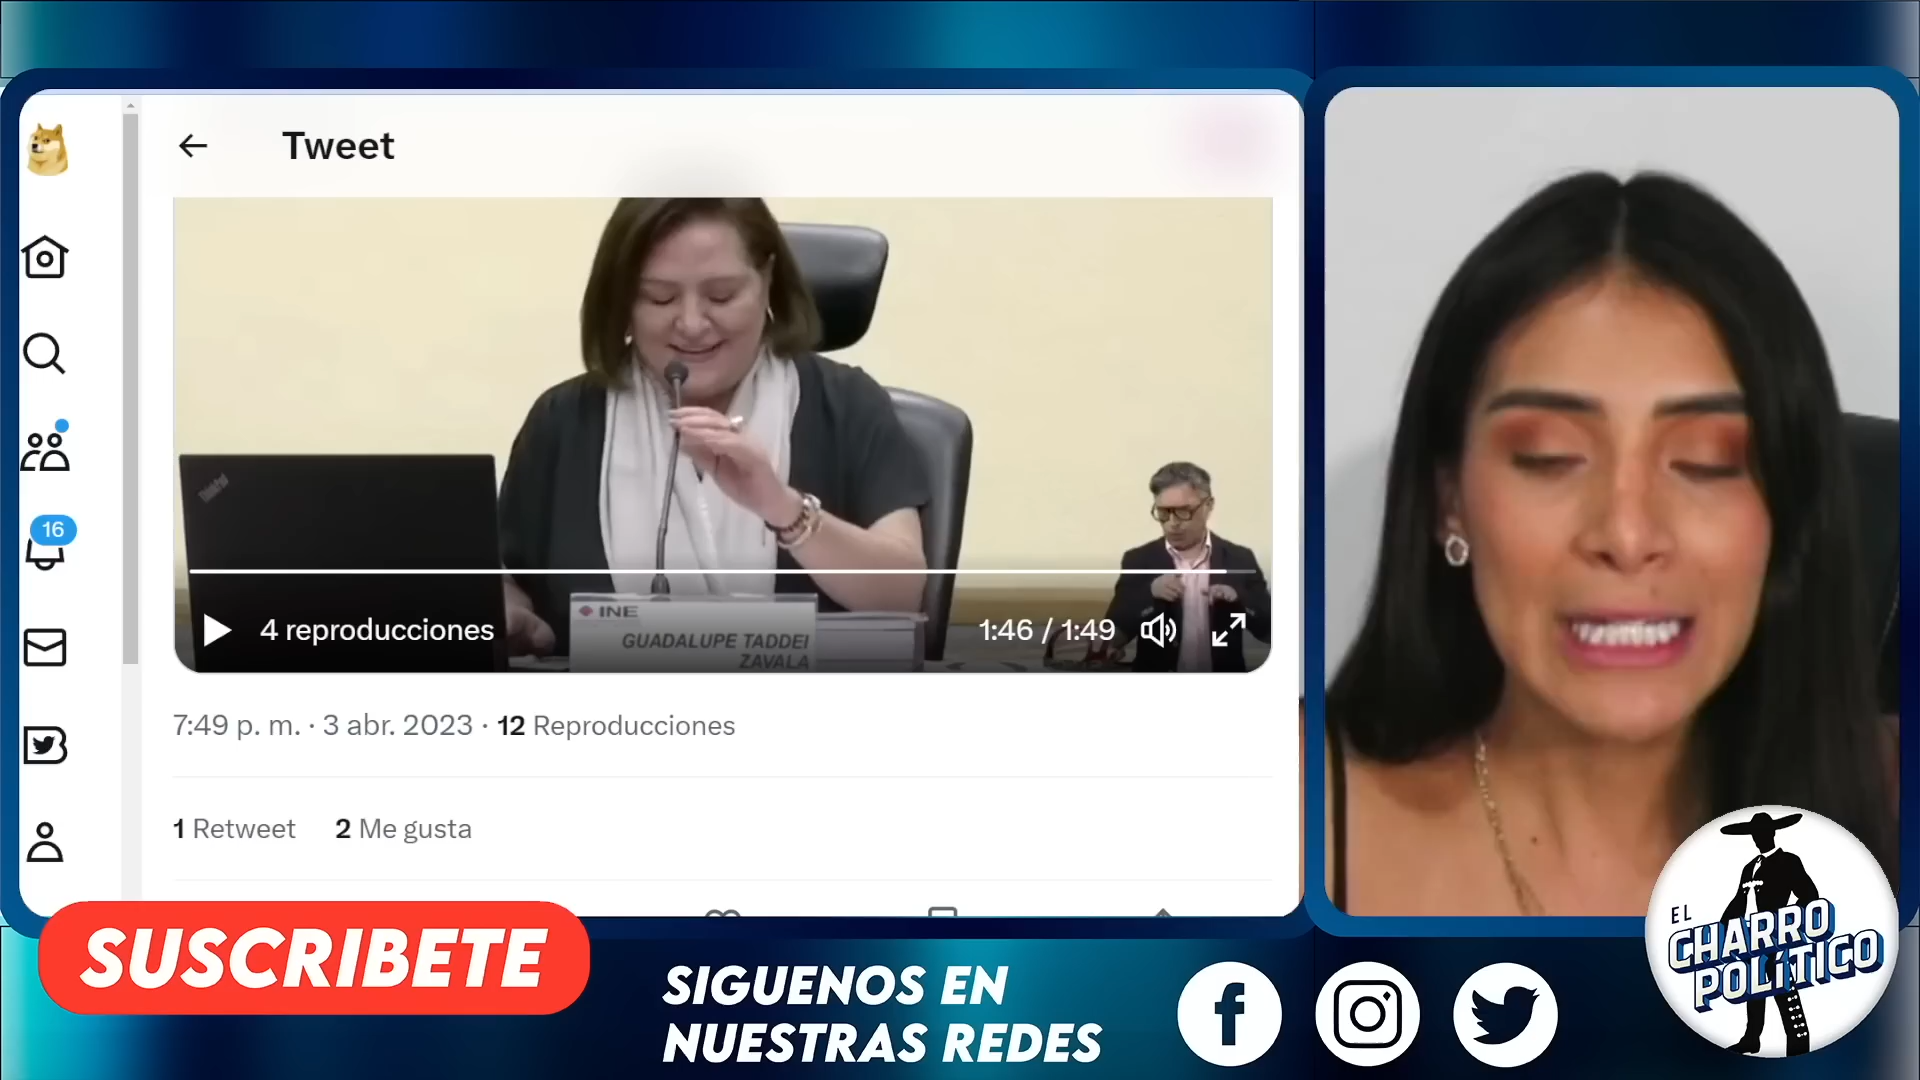 Tweet
ThinkPad
INE
GUADALUPE TADDEI
ZAVALA
4 reproducciones
1:46 / 1:49
16
7:49 p. m. · 3 abr. 2023 · 12 Reproducciones
1 Retweet 2 Me gusta
SUSCRIBETE
SIGUENOS EN
NUESTRAS REDES
EL
CHARRO
POLÍTICO